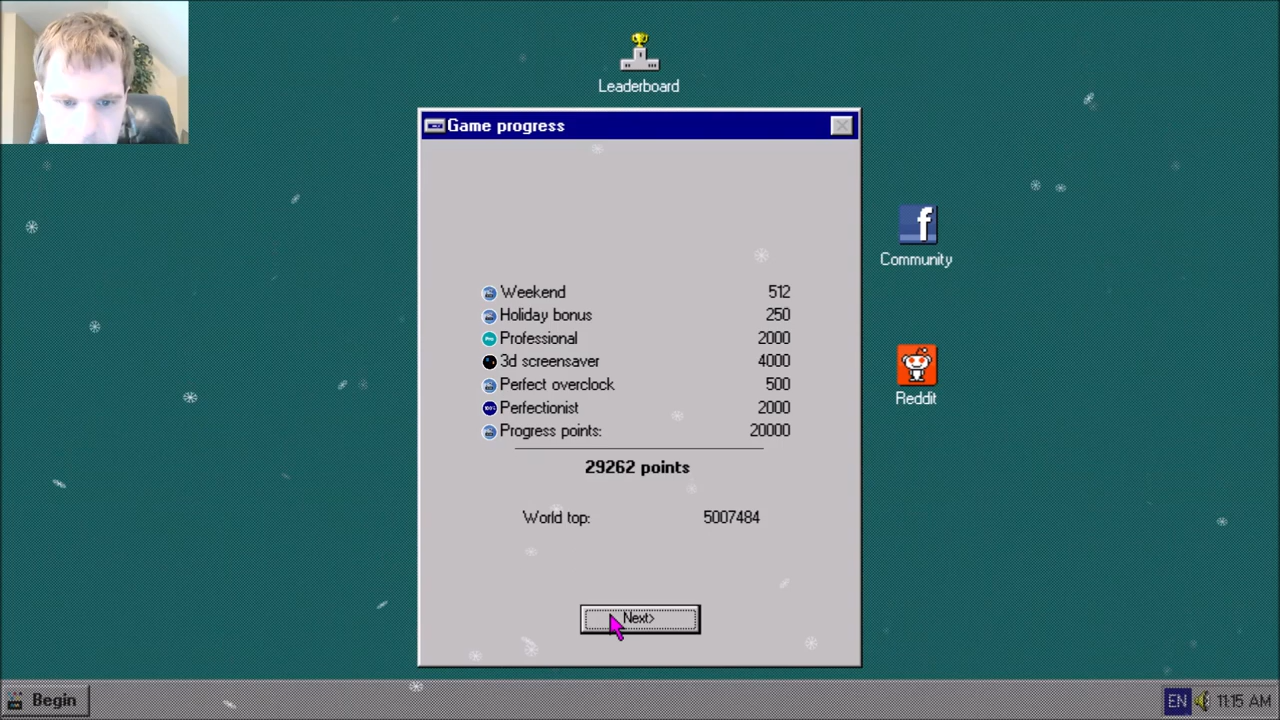 Leaderboard
Game progress
Community
Reddit
Weekend 512
Holiday bonus 250
Professional 2000
3d screensaver 4000
Perfect overclock 500
Perfectionist 2000
Progress points: 20000
29262 points
World top: 5007484
Next>
Begin
EN 11:15 AM